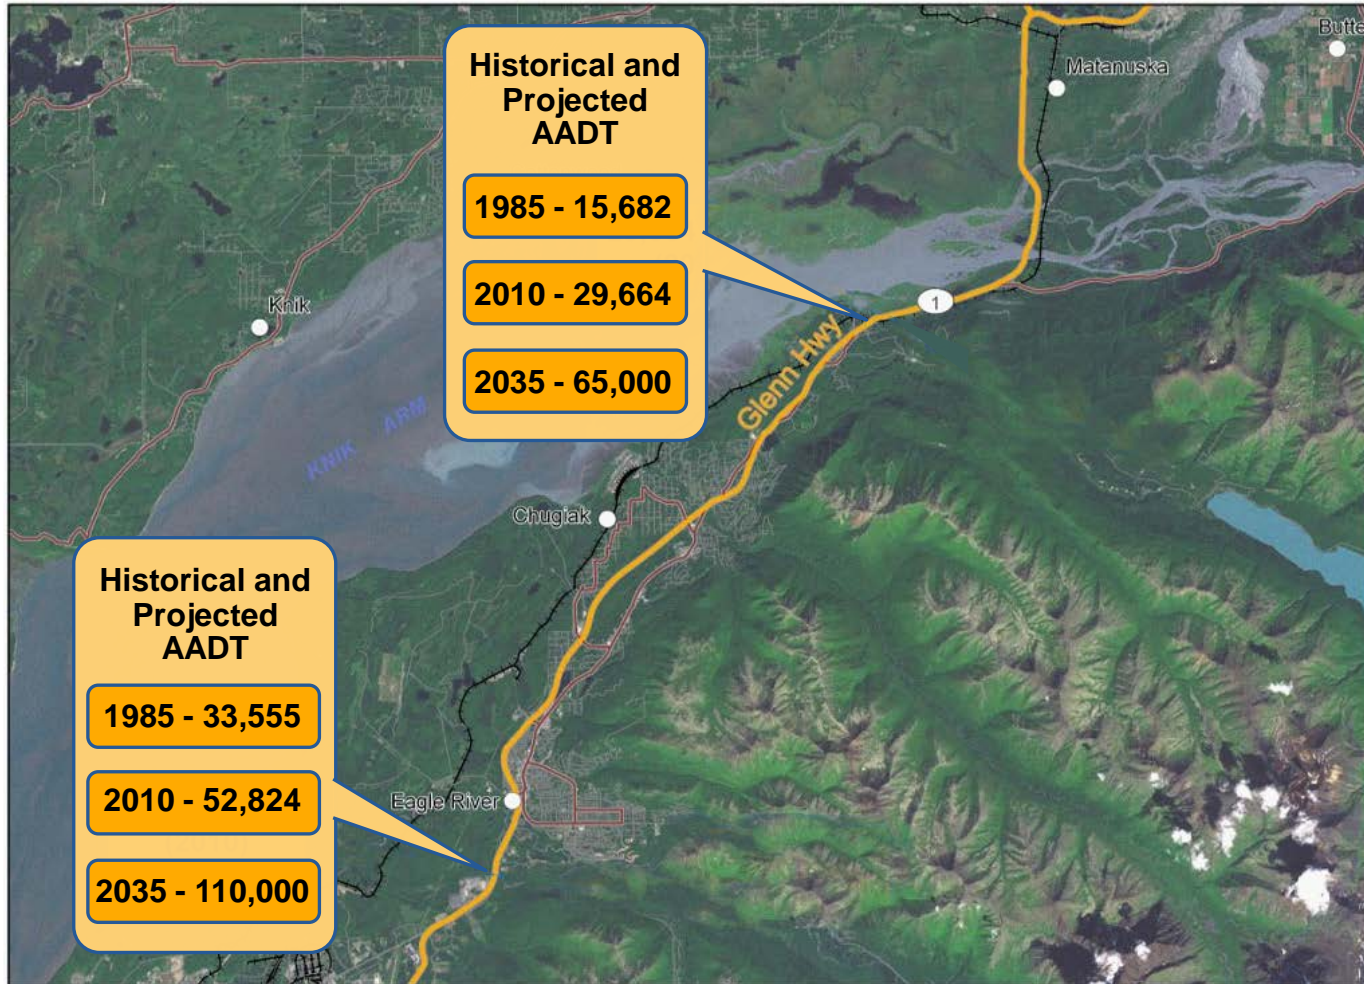 Butte
Matanuska
Historical and
Projected
AADT
1985 - 15,682
2010 - 29,664
2035 - 65,000
1
Knik
Glenn Hwy
KNIK ARM
Chugiak
Historical and
Projected
AADT
1985 - 33,555
2010 - 52,824
2035 - 110,000
Eagle River